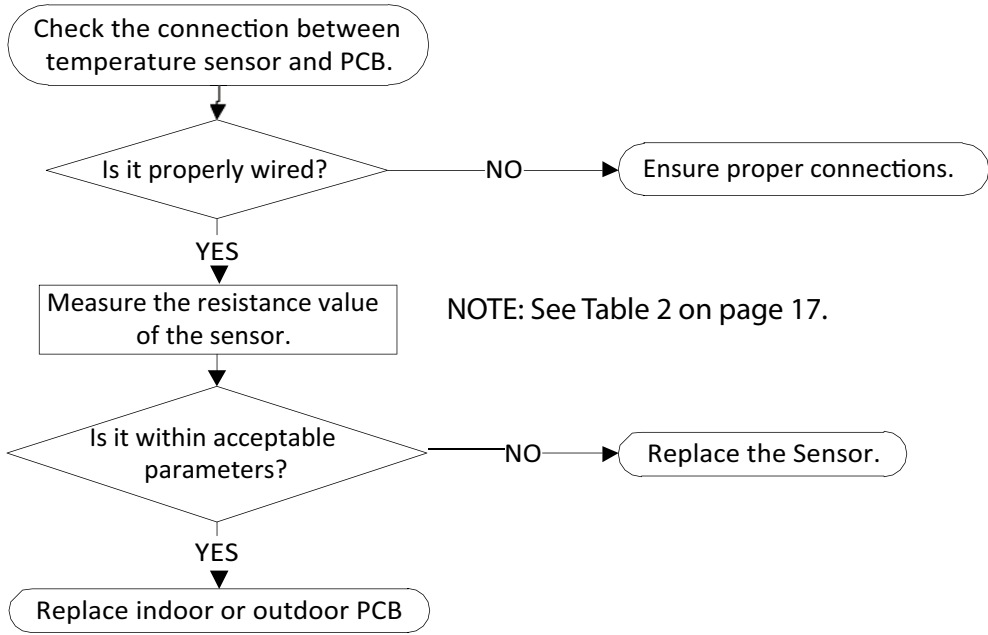 Check the connection between
temperature sensor and PCB.
Is it properly wired?
NO
Ensure proper connections.
YES
Measure the resistance value
of the sensor.
NOTE: See Table 2 on page 17.
Is it within acceptable
parameters?
NO
Replace the Sensor.
YES
Replace indoor or outdoor PCB